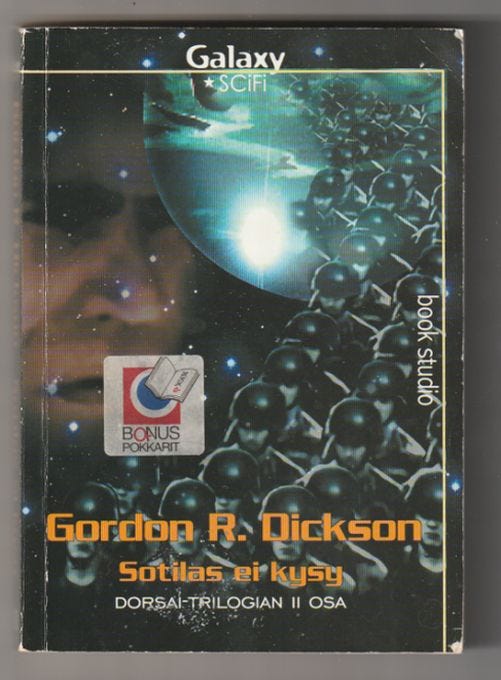 Galaxy
★SCiFi
book studio
BONUS
POKKARIT
Gordon R. Dickson
Sotilas ei kysy
DORSAI-TRILOGIAN II OSA